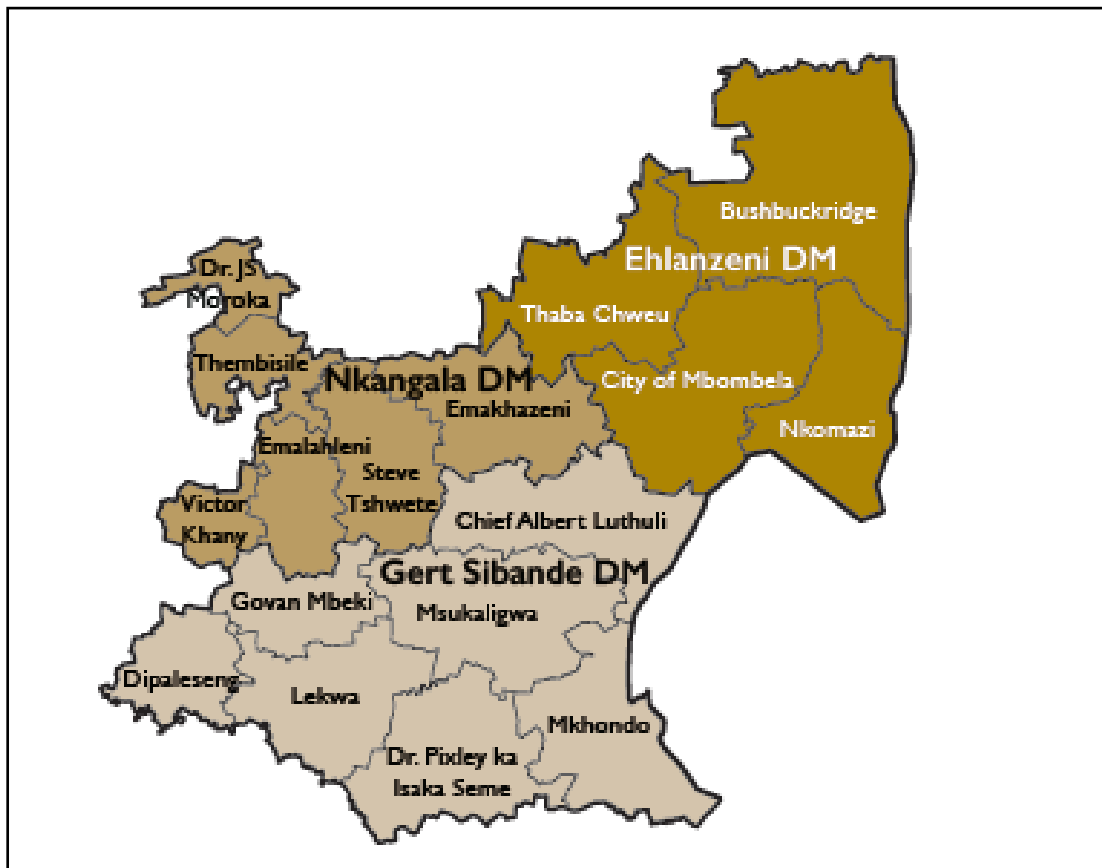 Bushbuckridge
Ehlanzeni DM
Dr. JS
Moroka
Thaba Chweu
Thembisile
Nkangala DM
City of Mbombela
Emakhazeni
Nkomazi
Emalahleni
Steve
Tshwete
Victor
Khany
Chief Albert Luthuli
Gert Sibande DM
Govan Mbeki
Msukaligwa
Dipaleseng
Lekwa
Mkhondo
Dr. Pixley ka
Isaka Seme